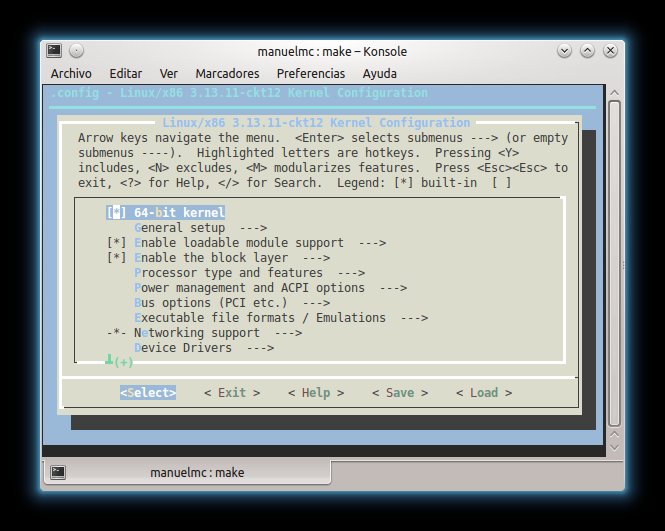 manuelmc : make – Konsole
Archivo Editar Ver Marcadores Preferencias Ayuda
.config - Linux/x86 3.13.11-ckt12 Kernel Configuration
Linux/x86 3.13.11-ckt12 Kernel Configuration
Arrow keys navigate the menu.  <Enter> selects submenus ---> (or empty
submenus ----).  Highlighted letters are hotkeys.  Pressing <Y>
includes, <N> excludes, <M> modularizes features.  Press <Esc><Esc> to
exit, <?> for Help, </> for Search.  Legend: [*] built-in  [ ]
[*] 64-bit kernel
General setup  --->
[*] Enable loadable module support  --->
[*] Enable the block layer  --->
Processor type and features  --->
Power management and ACPI options  --->
Bus options (PCI etc.)  --->
Executable file formats / Emulations  --->
-*- Networking support  --->
Device Drivers  --->
(+)
<Select>    < Exit >    < Help >    < Save >    < Load >
manuelmc : make